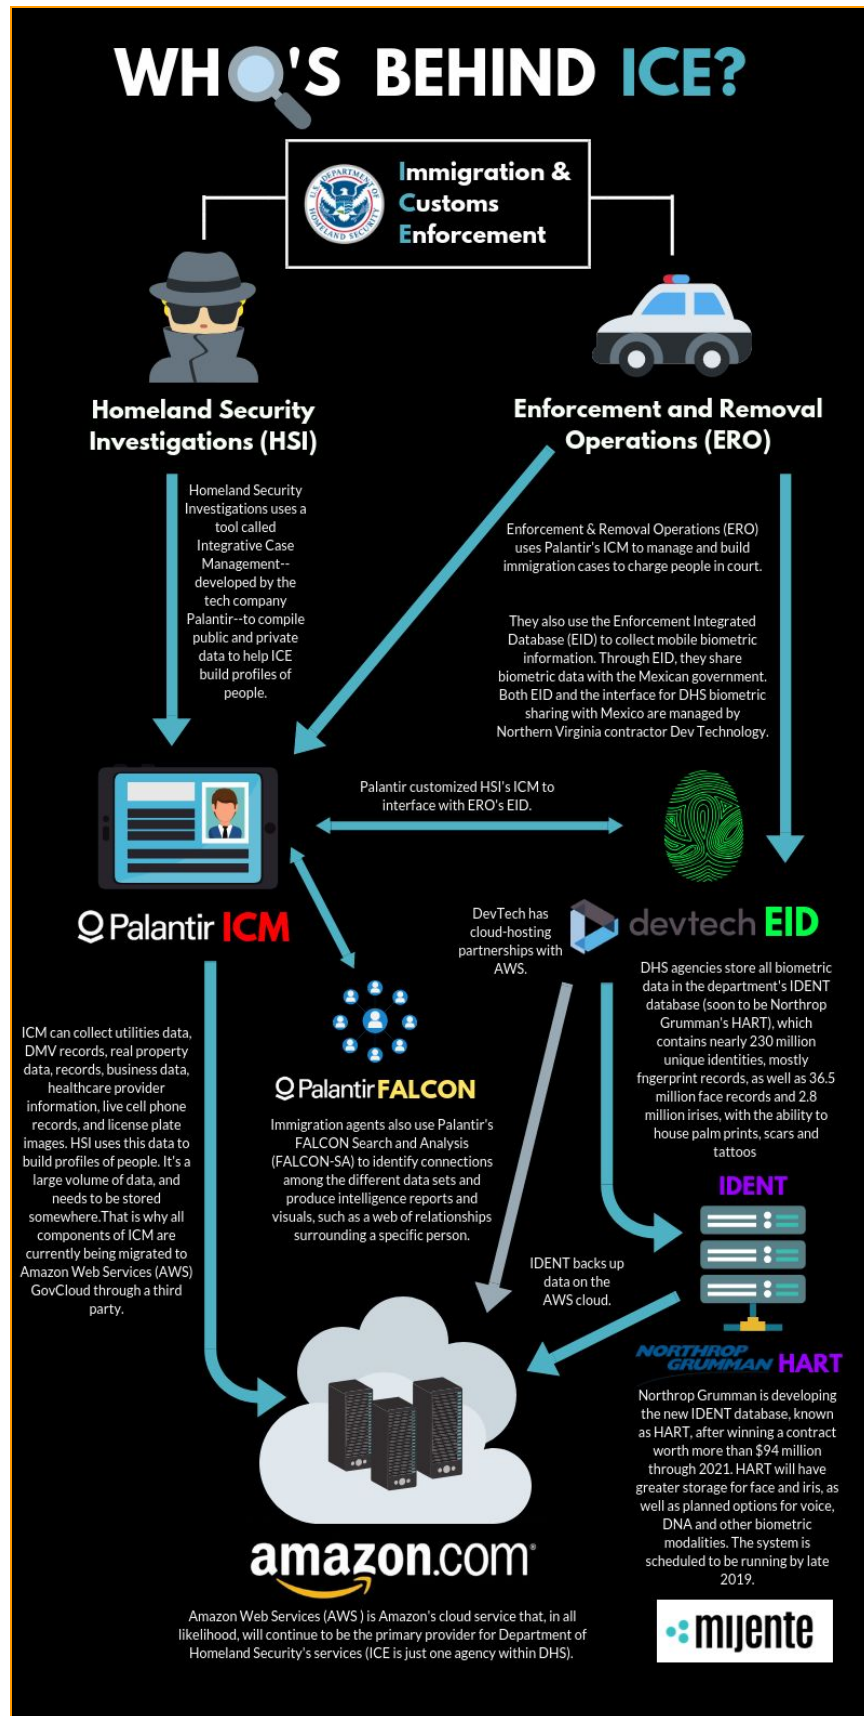 WHO'S BEHIND ICE?
U.S. DEPARTMENT OF
HOMELAND SECURITY
Immigration &
Customs
Enforcement
Homeland Security
Investigations (HSI)
Enforcement and Removal
Operations (ERO)
Homeland Security
Investigations uses a
tool called
Integrative Case
Management--
developed by the
tech company
Palantir--to compile
public and private
data to help ICE
build profiles of
people.
Enforcement & Removal Operations (ERO)
uses Palantir's ICM to manage and build
immigration cases to charge people in court.
They also use the Enforcement Integrated
Database (EID) to collect mobile biometric
information. Through EID, they share
biometric data with the Mexican government.
Both EID and the interface for DHS biometric
sharing with Mexico are managed by
Northern Virginia contractor Dev Technology.
Palantir customized HSI's ICM to
interface with ERO's EID.
Palantir ICM
DevTech has
cloud-hosting
partnerships with
AWS.
devtech EID
DHS agencies store all biometric
data in the department's IDENT
database (soon to be Northrop
Grumman's HART), which
contains nearly 230 million
unique identities, mostly
fngerprint records, as well as 36.5
million face records and 2.8
million irises, with the ability to
house palm prints, scars and
tattoos
ICM can collect utilities data,
DMV records, real property
data, records, business data,
healthcare provider
information, live cell phone
records, and license plate
images. HSI uses this data to
build profiles of people. It's a
large volume of data, and
needs to be stored
somewhere.That is why all
components of ICM are
currently being migrated to
Amazon Web Services (AWS)
GovCloud through a third
party.
Palantir FALCON
Immigration agents also use Palantir's
FALCON Search and Analysis
(FALCON-SA) to identify connections
among the different data sets and
produce intelligence reports and
visuals, such as a web of relationships
surrounding a specific person.
IDENT
IDENT backs up
data on the
AWS cloud.
NORTHROP
GRUMMAN HART
Northrop Grumman is developing
the new IDENT database, known
as HART, after winning a contract
worth more than $94 million
through 2021. HART will have
greater storage for face and iris, as
well as planned options for voice,
DNA and other biometric
modalities. The system is
scheduled to be running by late
2019.
amazon.com
Amazon Web Services (AWS ) is Amazon's cloud service that, in all
likelihood, will continue to be the primary provider for Department of
Homeland Security's services (ICE is just one agency within DHS).
mijente